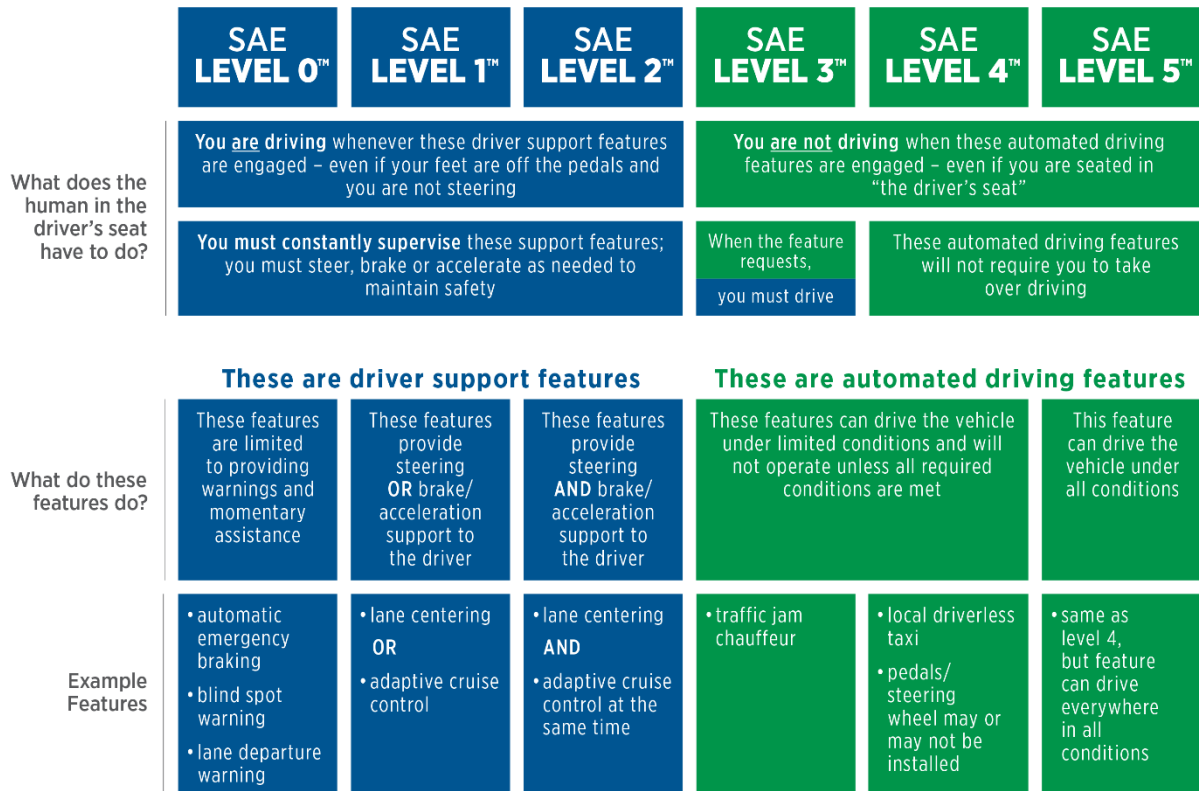 SAE
LEVEL 0™
SAE
LEVEL 1™
SAE
LEVEL 2™
SAE
LEVEL 3™
SAE
LEVEL 4™
SAE
LEVEL 5™
What does the
human in the
driver's seat
have to do?
You are driving whenever these driver support features
are engaged – even if your feet are off the pedals and
you are not steering
You are not driving when these automated driving
features are engaged – even if you are seated in
“the driver's seat”
You must constantly supervise these support features;
you must steer, brake or accelerate as needed to
maintain safety
When the feature
requests,
you must drive
These automated driving features
will not require you to take
over driving
These are driver support features
These are automated driving features
What do these
features do?
These features
are limited
to providing
warnings and
momentary
assistance
These features
provide
steering
OR brake/
acceleration
support to
the driver
These features
provide
steering
AND brake/
acceleration
support to
the driver
These features can drive the vehicle
under limited conditions and will
not operate unless all required
conditions are met
This feature
can drive the
vehicle under
all conditions
Example
Features
• automatic
emergency
braking
• blind spot
warning
• lane departure
warning
• lane centering
OR
• adaptive cruise
control
• lane centering
AND
• adaptive cruise
control at the
same time
• traffic jam
chauffeur
• local driverless
taxi
• pedals/
steering
wheel may or
may not be
installed
• same as
level 4,
but feature
can drive
everywhere
in all
conditions